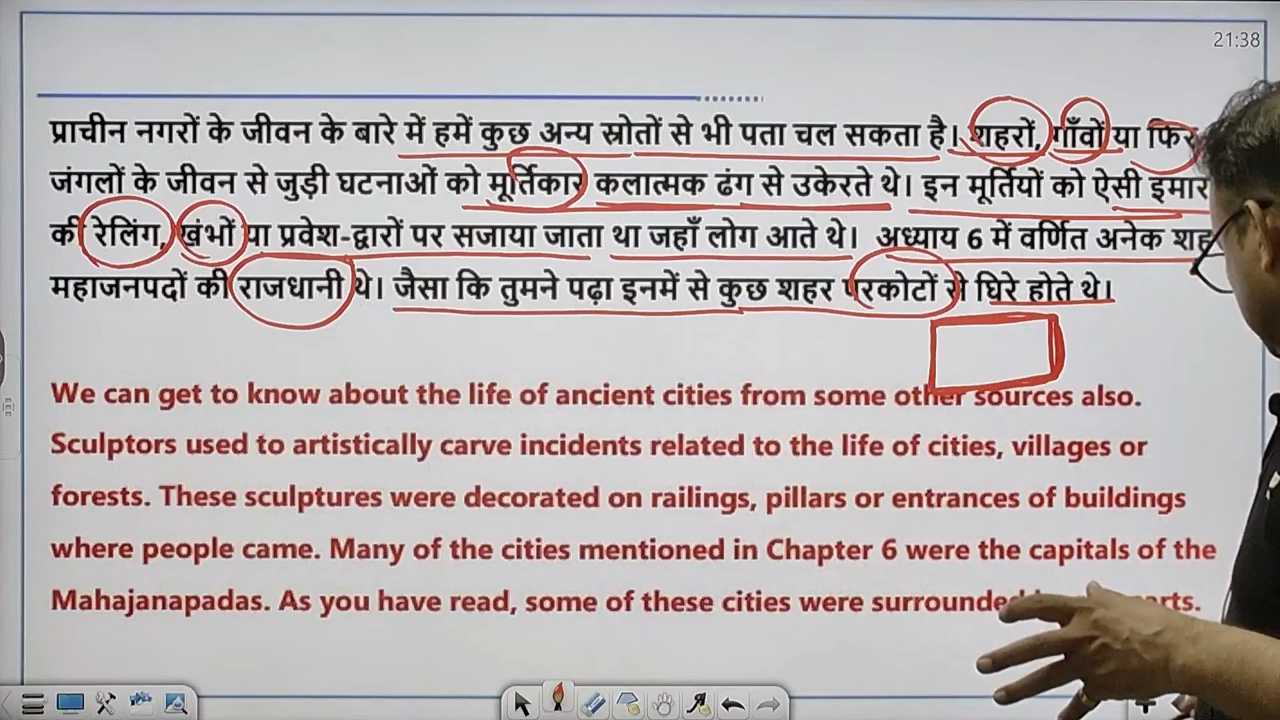 21:38
प्राचीन नगरों के जीवन के बारे में हमें कुछ अन्य स्रोतों से भी पता चल सकता है। शहरों, गाँवों या फिर
जंगलों के जीवन से जुड़ी घटनाओं को मूर्तिकार कलात्मक ढंग से उकेरते थे। इन मूर्तियों को ऐसी
की रेलिंग, खंभों या प्रवेश-द्वारों पर सजाया जाता था जहाँ लोग आते थे। अध्याय 6 में वर्णित अनेक
महाजनपदों की राजधानी थे। जैसा कि तुमने पढ़ा इनमें से कुछ शहर परकोटों से घिरे होते थे।
We can get to know about the life of ancient cities from some other sources also.
Sculptors used to artistically carve incidents related to the life of cities, villages or
forests. These sculptures were decorated on railings, pillars or entrances of buildings
where people came. Many of the cities mentioned in Chapter 6 were the capitals of the
Mahajanapadas. As you have read, some of these cities were surrounded